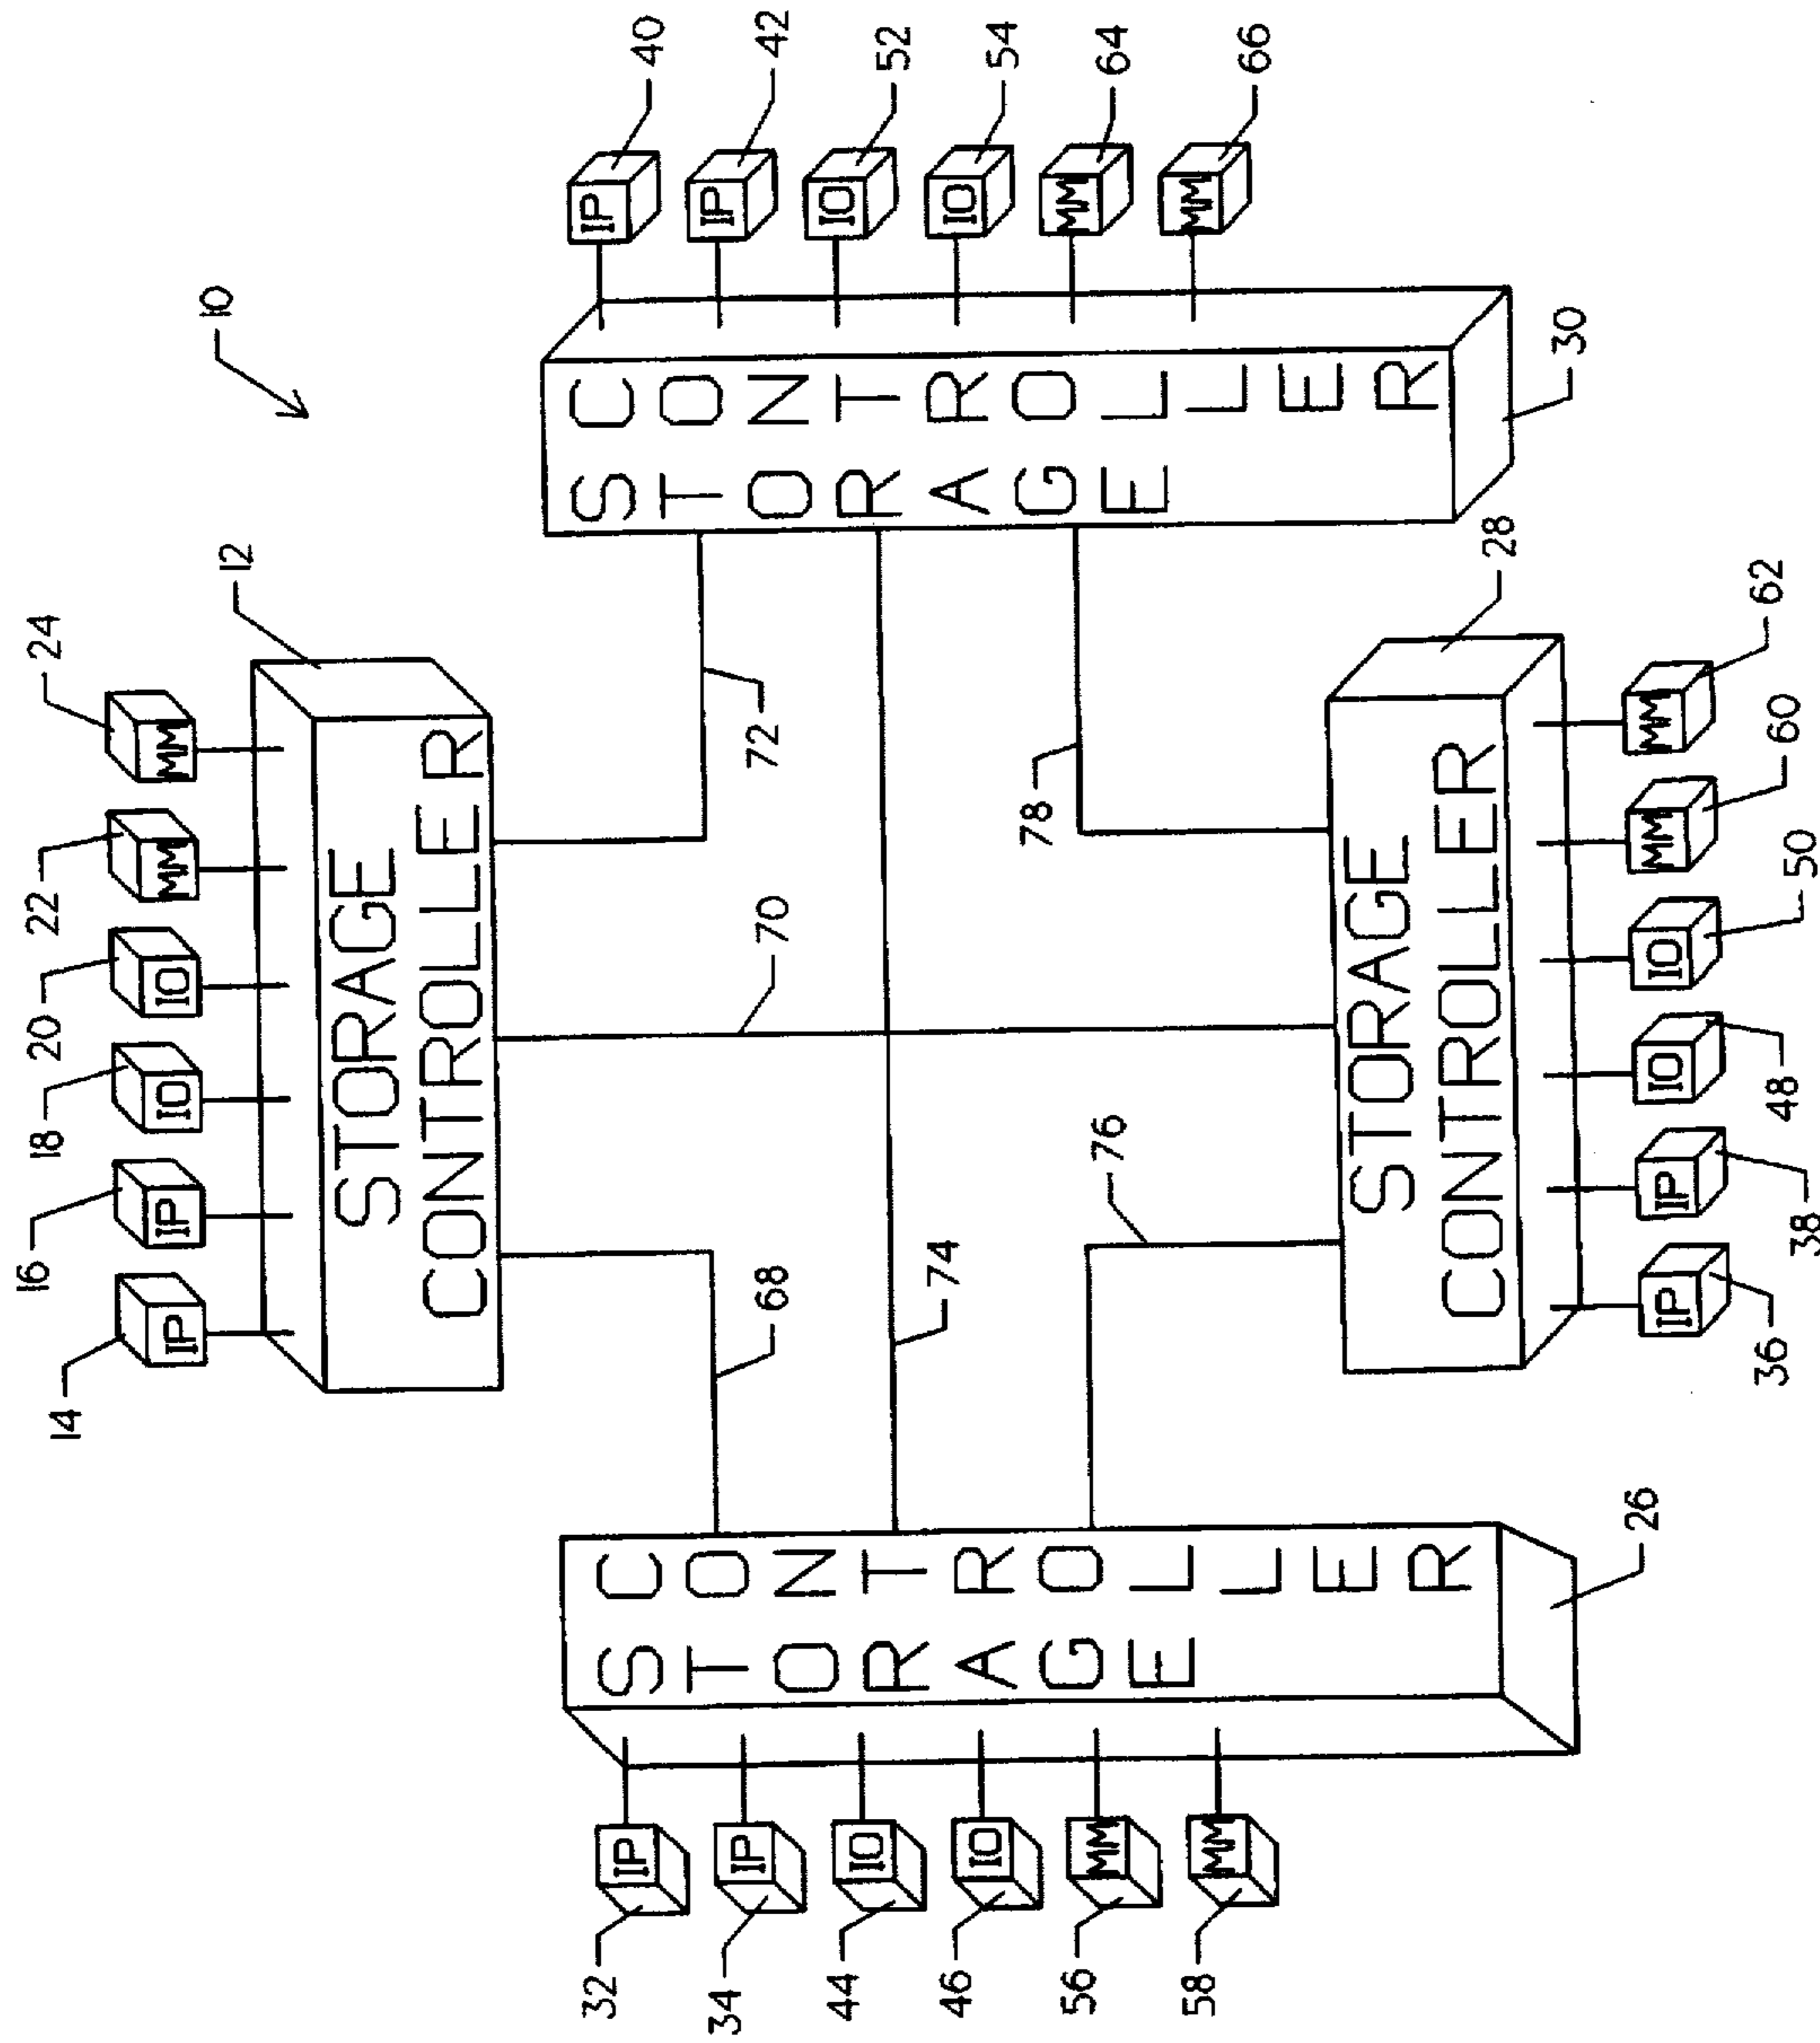 10
14
16
18
20
22
24
12
IP
IP
IO
IO
MM
MM
STORAGE
CONTROLLER
32
34
44
46
56
58
IP
IP
IO
IO
MM
MM
STORAGE
CONTROLLER
26
68
70
72
74
76
78
STORAGE
CONTROLLER
30
IP
IP
IO
IO
MM
MM
40
42
52
54
64
66
STORAGE
CONTROLLER
28
IP
IP
IO
IO
MM
MM
36
38
48
50
60
62